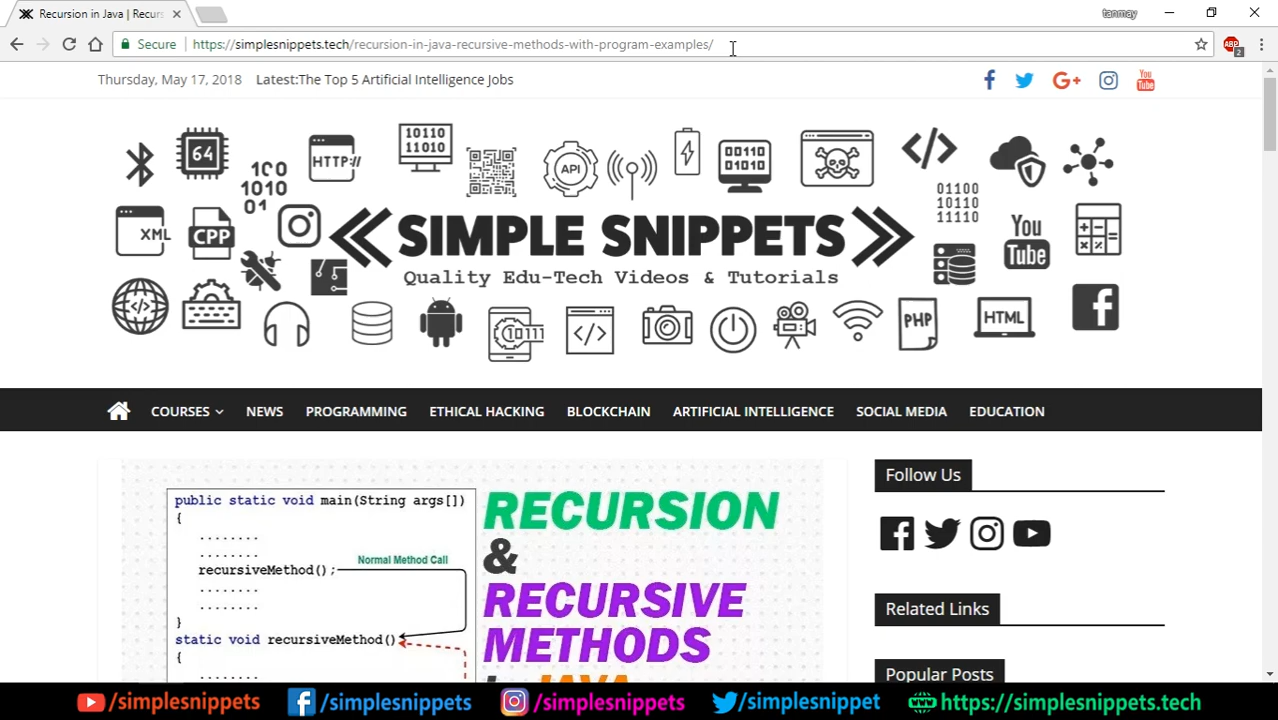 Recursion in Java | Recurs
tanmay
Secure
https://simplesnippets.tech/recursion-in-java-recursive-methods-with-program-examples/
ABP
2
Thursday, May 17, 2018
Latest:The Top 5 Artificial Intelligence Jobs
You
Tube
64
HTTP://
10110
11010
API
00110
01010
XML
CPP
SIMPLE SNIPPETS
Quality Edu-Tech Videos & Tutorials
01100
10110
11110
You
Tube
PHP
HTML
COURSES
NEWS
PROGRAMMING
ETHICAL HACKING
BLOCKCHAIN
ARTIFICIAL INTELLIGENCE
SOCIAL MEDIA
EDUCATION
public static void main(String args[])
{
........
........
recursiveMethod();
Normal Method Call
........
........
}
static void recursiveMethod()
{
........
RECURSION
&
RECURSIVE
METHODS
Follow Us
Related Links
Popular Posts
/simplesnippets
/simplesnippets
/simplesnippets
/simplesnippet
https://simplesnippets.tech